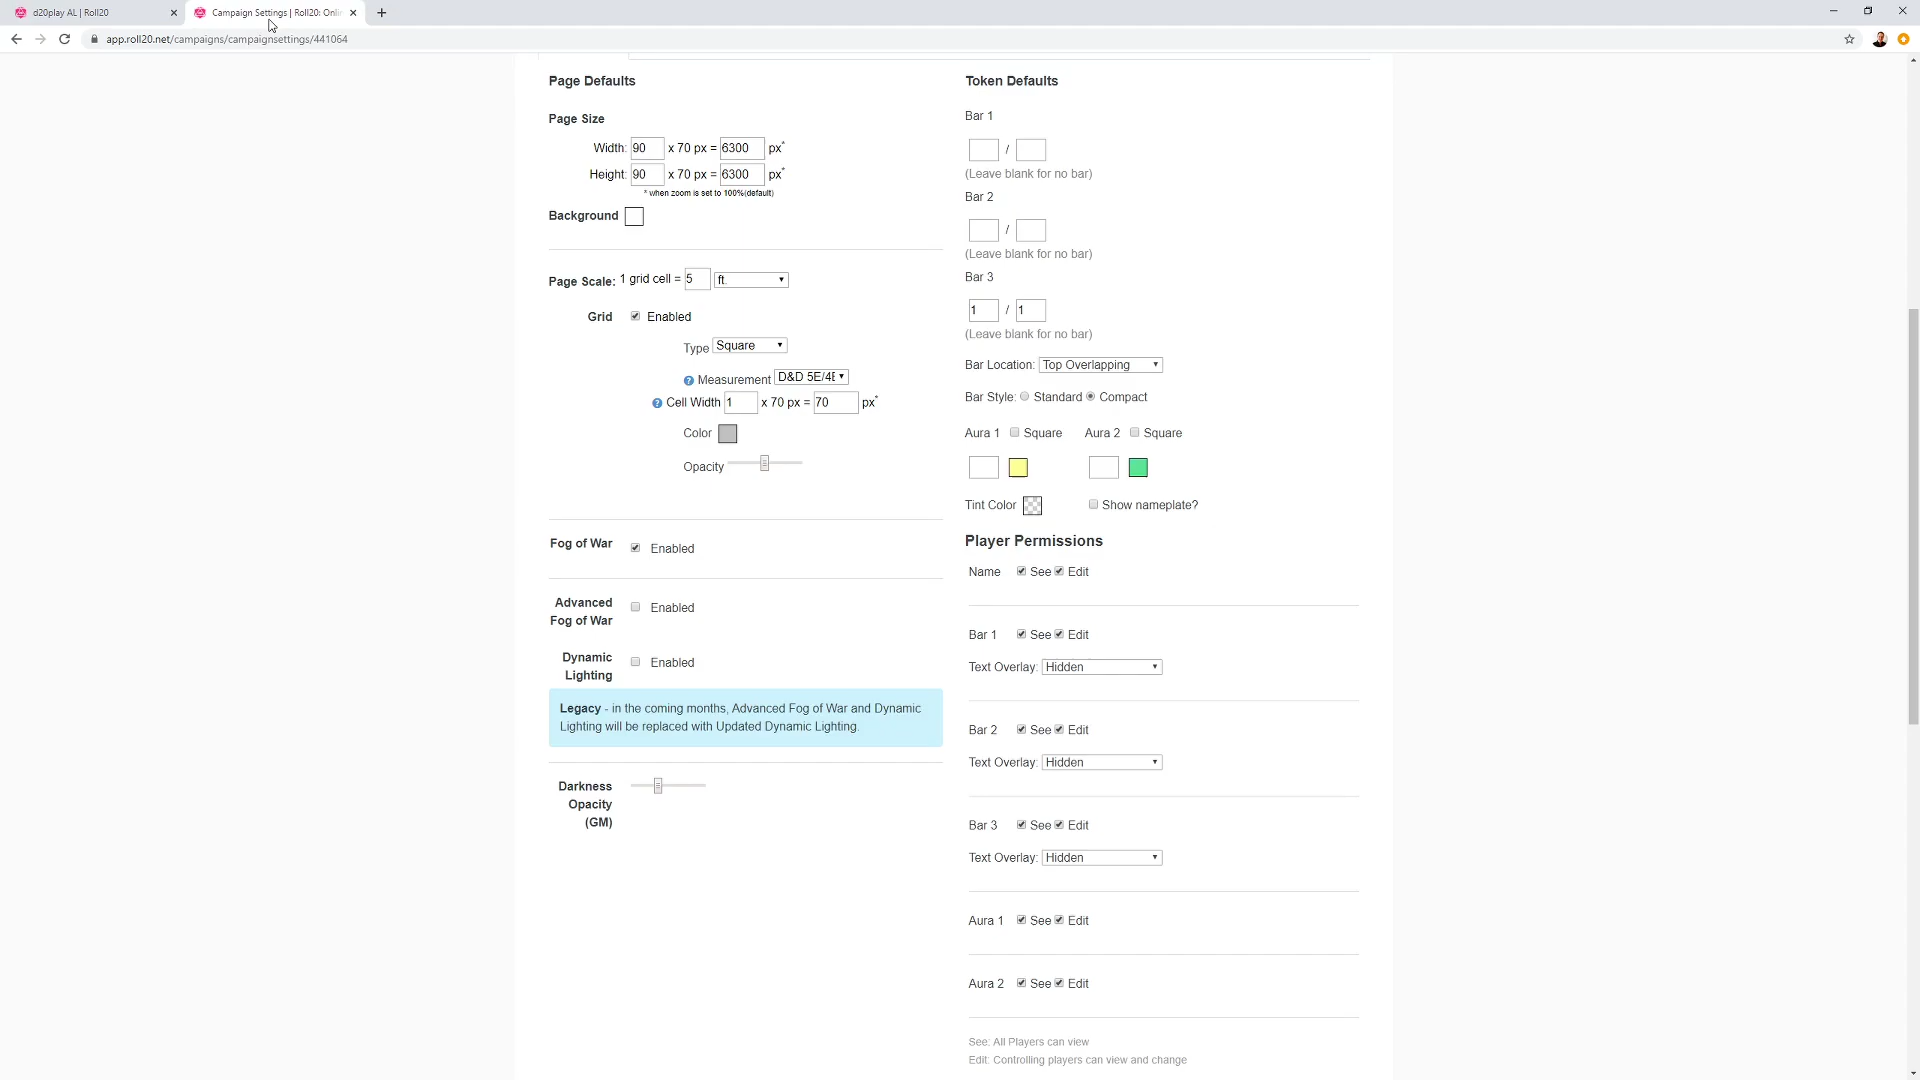 d20play AL | Roll20
Campaign Settings | Roll20: Onli
app.roll20.net/campaigns/campaignsettings/441064
Page Defaults
Page Size
Width: 90 x 70 px = 6300 px*
Height: 90 x 70 px = 6300 px*
* when zoom is set to 100%(default)
Background
Page Scale: 1 grid cell = 5 ft.
Grid Enabled
Type Square
Measurement D&D 5E/4E
Cell Width 1 x 70 px = 70 px*
Color
Opacity
Fog of War Enabled
Advanced Fog of War Enabled
Dynamic Lighting Enabled
Legacy - in the coming months, Advanced Fog of War and Dynamic
Lighting will be replaced with Updated Dynamic Lighting.
Darkness
Opacity
(GM)
Token Defaults
Bar 1
/
(Leave blank for no bar)
Bar 2
/
(Leave blank for no bar)
Bar 3
1 / 1
(Leave blank for no bar)
Bar Location: Top Overlapping
Bar Style: Standard Compact
Aura 1 Square Aura 2 Square
Tint Color Show nameplate?
Player Permissions
Name See Edit
Bar 1 See Edit
Text Overlay: Hidden
Bar 2 See Edit
Text Overlay: Hidden
Bar 3 See Edit
Text Overlay: Hidden
Aura 1 See Edit
Aura 2 See Edit
See: All Players can view
Edit: Controlling players can view and change